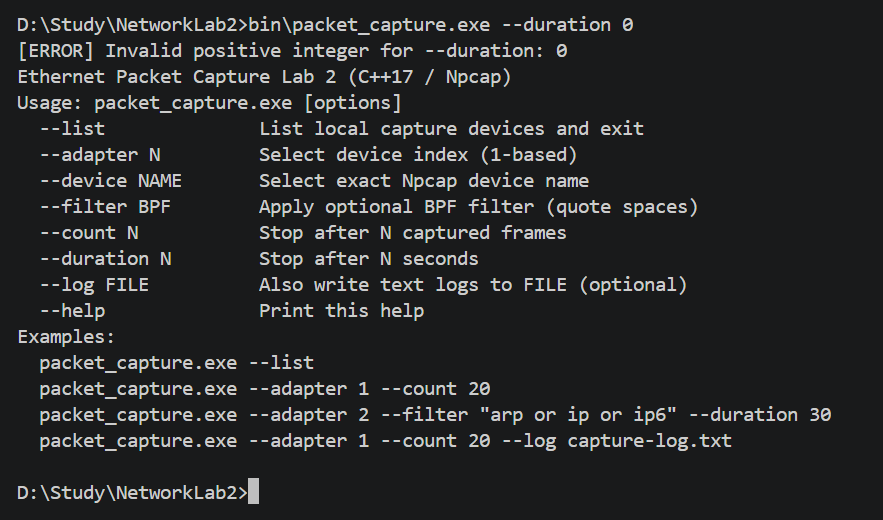 D:\Study\NetworkLab2>bin\packet_capture.exe --duration 0
[ERROR] Invalid positive integer for --duration: 0
Ethernet Packet Capture Lab 2 (C++17 / Npcap)
Usage: packet_capture.exe [options]
  --list              List local capture devices and exit
  --adapter N         Select device index (1-based)
  --device NAME       Select exact Npcap device name
  --filter BPF        Apply optional BPF filter (quote spaces)
  --count N           Stop after N captured frames
  --duration N        Stop after N seconds
  --log FILE          Also write text logs to FILE (optional)
  --help              Print this help
Examples:
  packet_capture.exe --list
  packet_capture.exe --adapter 1 --count 20
  packet_capture.exe --adapter 2 --filter "arp or ip or ip6" --duration 30
  packet_capture.exe --adapter 1 --count 20 --log capture-log.txt

D:\Study\NetworkLab2>